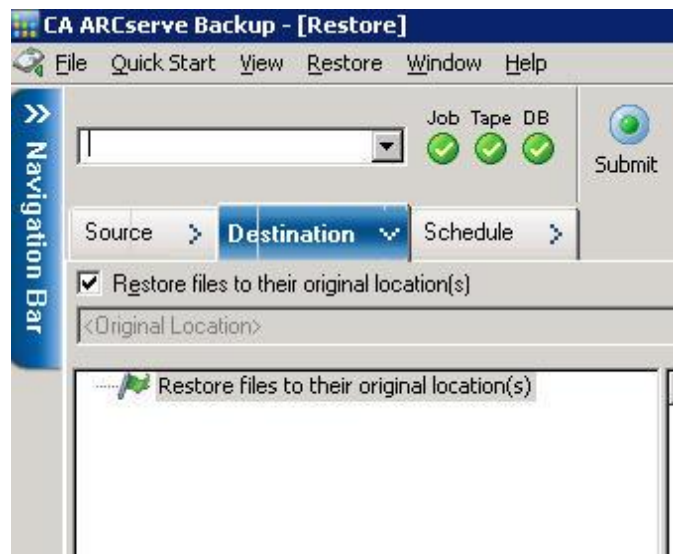 CA ARCserve Backup - [Restore]
File Quick Start View Restore Window Help
Navigation Bar
Job Tape DB
Submit
Source Destination Schedule
Restore files to their original location(s)
<Original Location>
Restore files to their original location(s)